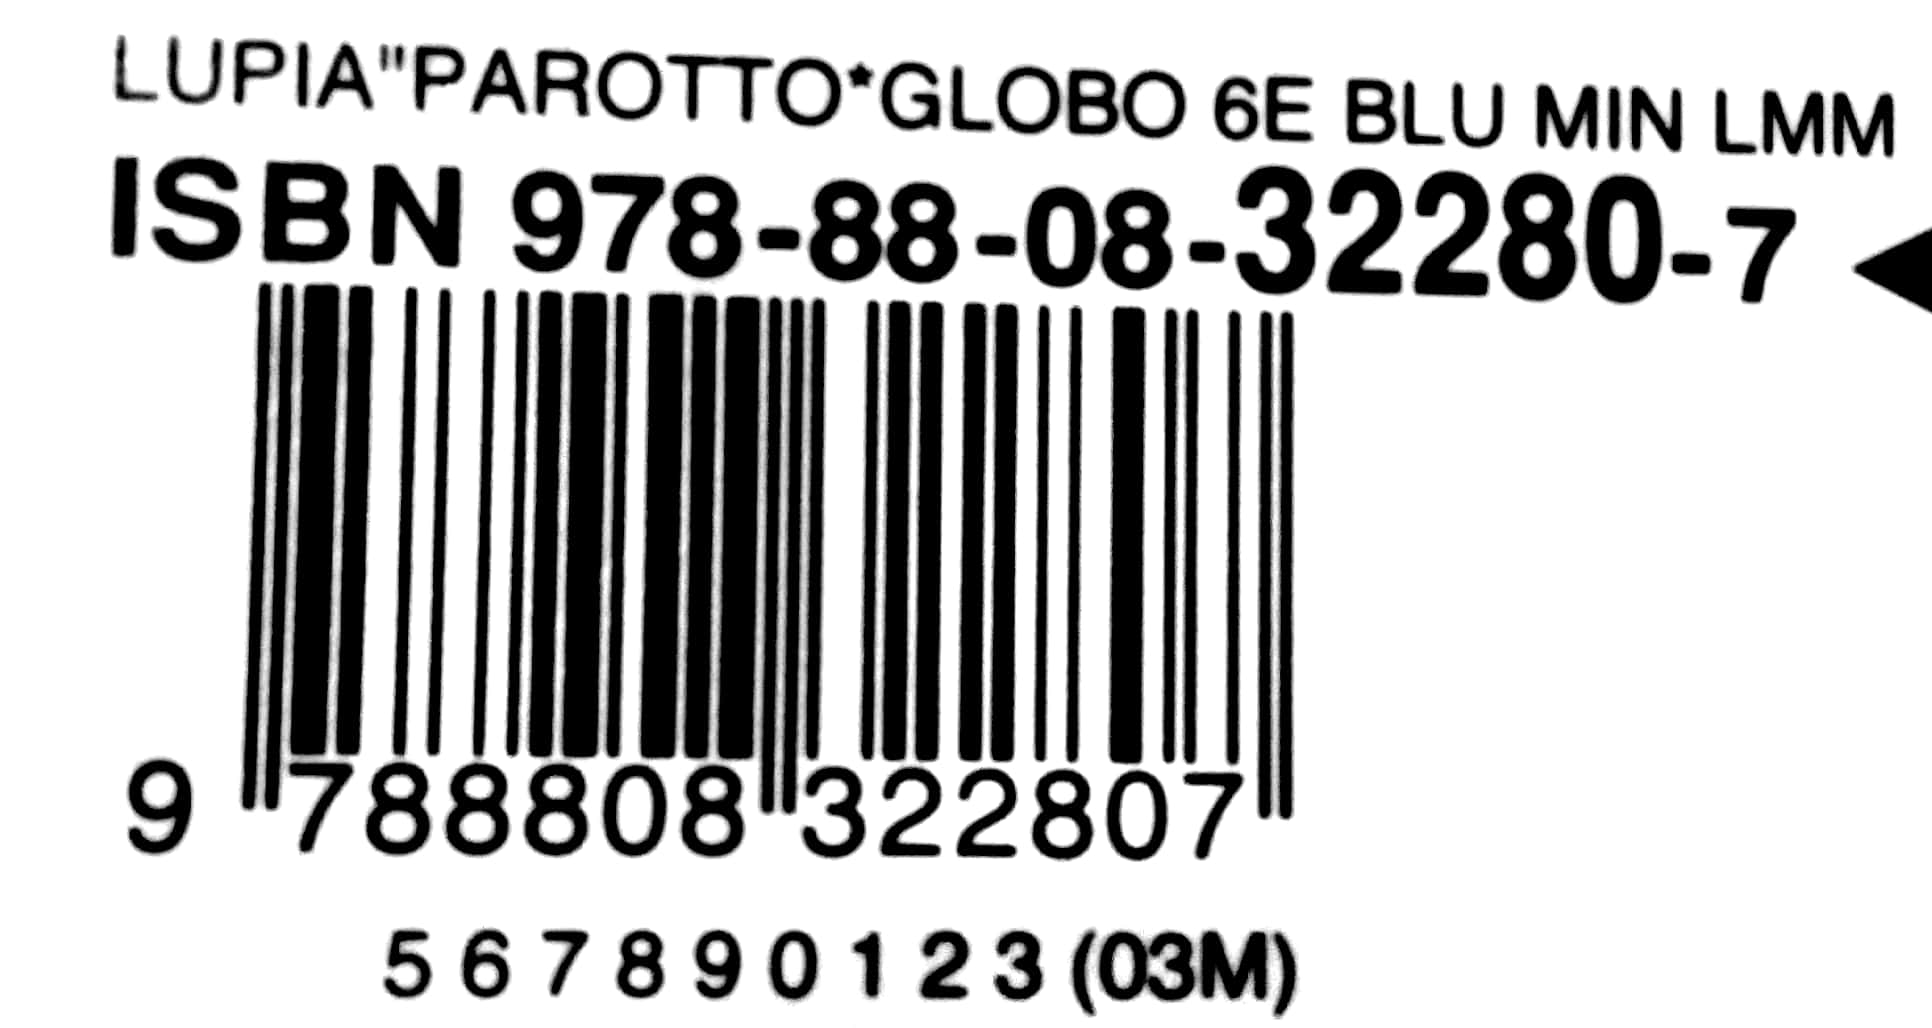 LUPIA"PAROTTO*GLOBO 6E BLU MIN LMM
ISBN 978-88-08-32280-7
9 788808 322807
5 6 7 8 9 0 1 2 3 (03M)